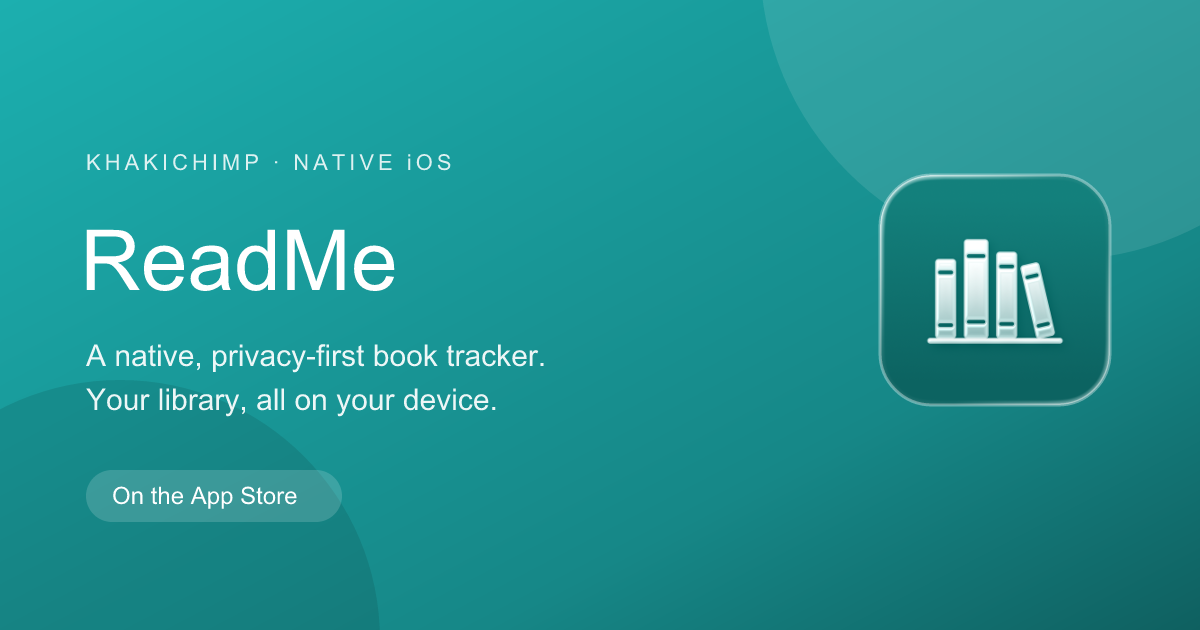 KHAKICHIMP · NATIVE iOS
ReadMe
A native, privacy-first book tracker.
Your library, all on your device.
On the App Store